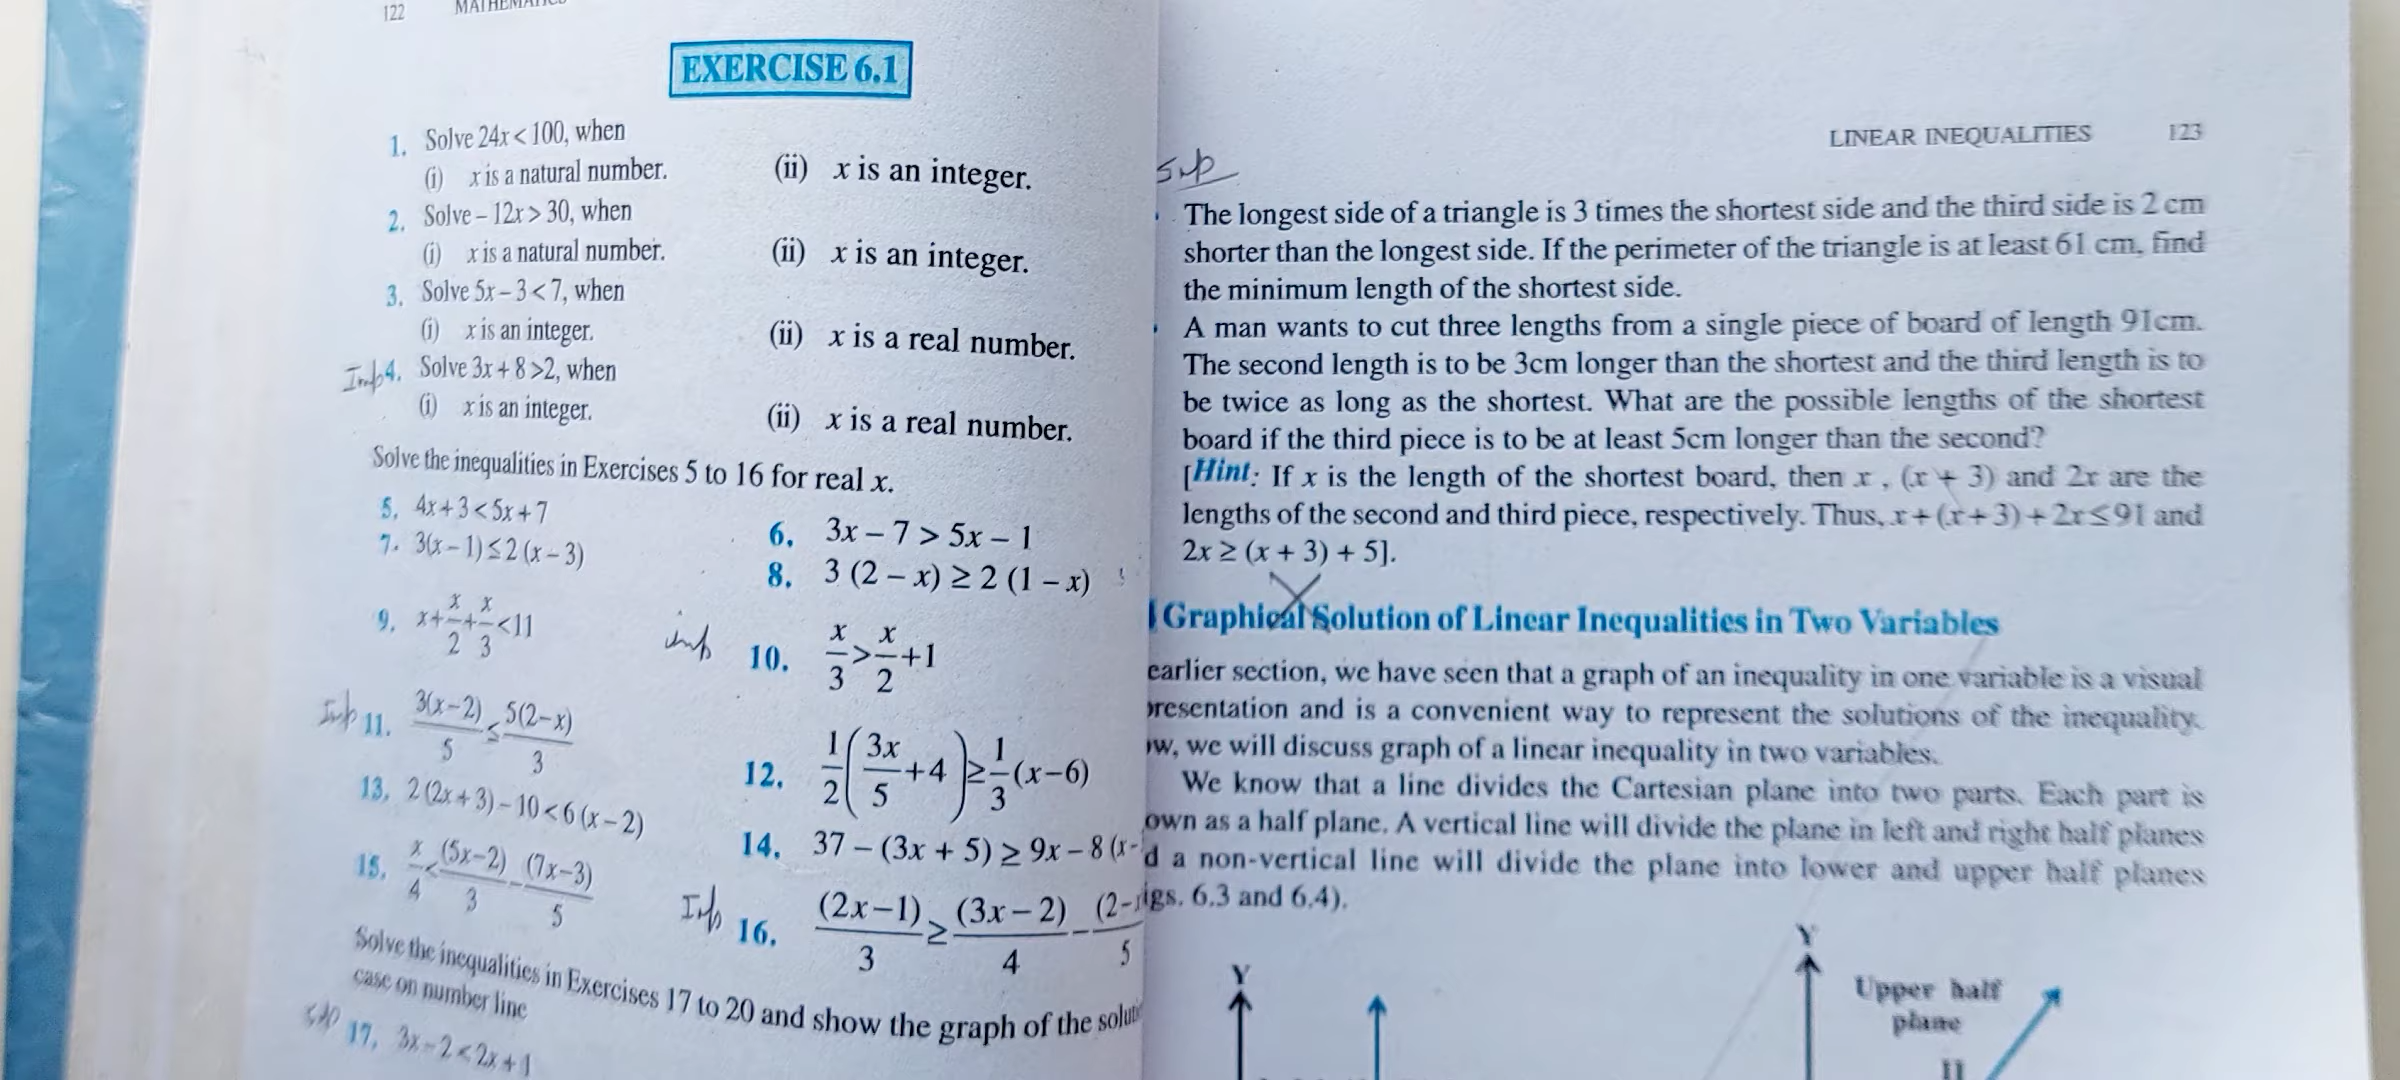 122 MATHEMATICS
EXERCISE 6.1
1. Solve 24x < 100, when
(i) x is a natural number. (ii) x is an integer.
2. Solve – 12x > 30, when
(i) x is a natural number. (ii) x is an integer.
3. Solve 5x – 3 < 7, when
(i) x is an integer. (ii) x is a real number.
Imp 4. Solve 3x + 8 >2, when
(i) x is an integer. (ii) x is a real number.
Solve the inequalities in Exercises 5 to 16 for real x.
5. 4x + 3 < 5x + 7
6. 3x – 7 > 5x – 1
7. 3(x – 1) ≤ 2 (x – 3)
8. 3 (2 – x) ≥ 2 (1 – x)
9. x + x/2 + x/3 < 11
imp 10. x/3 > x/2 + 1
Imp 11. 3(x–2)/5 ≤ 5(2–x)/3
12. 1/2 (3x/5 + 4) ≥ 1/3 (x–6)
13. 2 (2x + 3) – 10 < 6 (x – 2)
14. 37 – (3x + 5) ≥ 9x – 8 (x-
15. x/4 < (5x–2)/3 – (7x–3)/5
Imp 16. (2x–1)/3 ≥ (3x–2)/4 – (2–/5
Solve the inequalities in Exercises 17 to 20 and show the graph of the
case on number line
17. 3x – 2 < 2x + 1
LINEAR INEQUALITIES 123
The longest side of a triangle is 3 times the shortest side and the third side is 2 cm
shorter than the longest side. If the perimeter of the triangle is at least 61 cm, find
the minimum length of the shortest side.
A man wants to cut three lengths from a single piece of board of length 91cm.
The second length is to be 3cm longer than the shortest and the third length is to
be twice as long as the shortest. What are the possible lengths of the shortest
board if the third piece is to be at least 5cm longer than the second?
[Hint: If x is the length of the shortest board, then x , (x + 3) and 2x are the
lengths of the second and third piece, respectively. Thus, x + (x + 3) + 2x ≤ 91 and
2x ≥ (x + 3) + 5].
Graphical Solution of Linear Inequalities in Two Variables
earlier section, we have seen that a graph of an inequality in one variable is a visual
resentation and is a convenient way to represent the solutions of the inequality.
ow, we will discuss graph of a linear inequality in two variables.
We know that a line divides the Cartesian plane into two parts. Each part is
own as a half plane. A vertical line will divide the plane in left and right half planes
d a non-vertical line will divide the plane into lower and upper half planes
igs. 6.3 and 6.4).
Y
Y
Upper half
plane
II